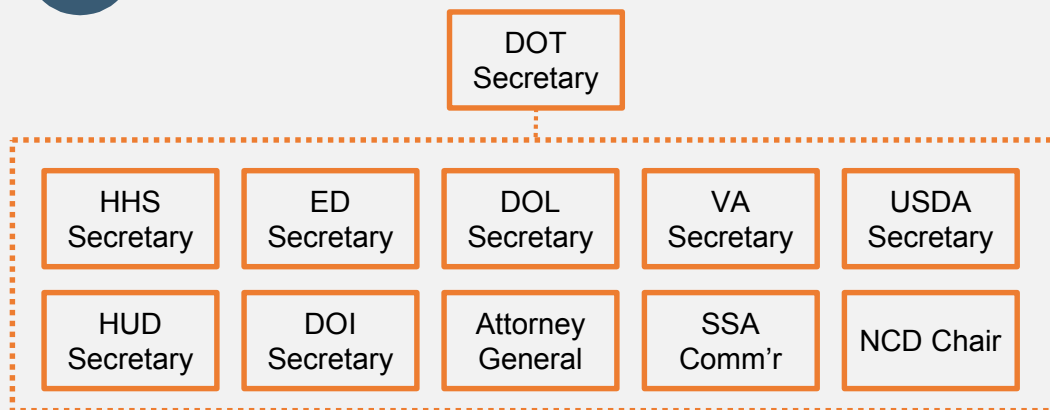 DOT
Secretary
HHS
Secretary
ED
Secretary
DOL
Secretary
VA
Secretary
USDA
Secretary
HUD
Secretary
DOI
Secretary
Attorney
General
SSA
Comm’r
NCD Chair